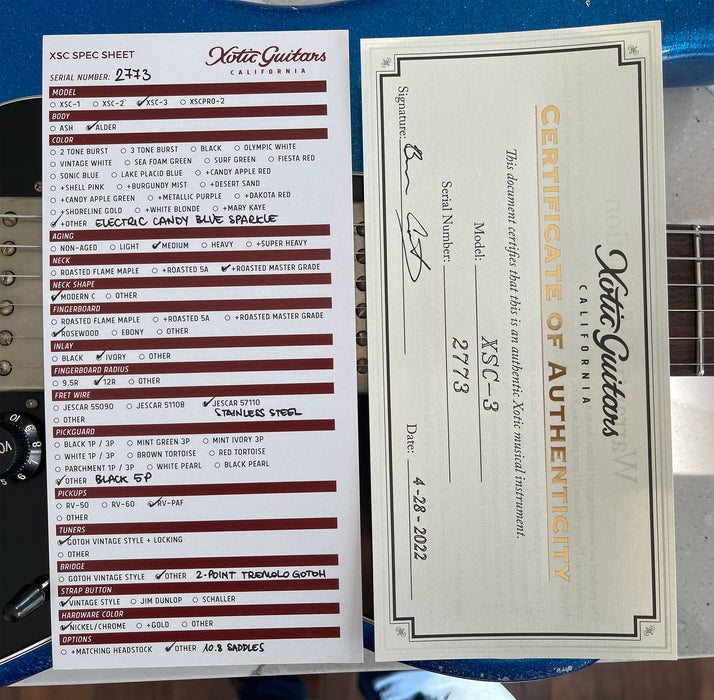 XSC SPEC SHEET
Xotic Guitars
CALIFORNIA
SERIAL NUMBER: 2773
MODEL
○ XSC-1 ○ XSC-2 ✓XSC-3 ○ XSCPRO-2
BODY
○ ASH ✓ALDER
COLOR
○ 2 TONE BURST ○ 3 TONE BURST ○ BLACK ○ OLYMPIC WHITE
○ VINTAGE WHITE ○ SEA FOAM GREEN ○ SURF GREEN ○ FIESTA RED
○ SONIC BLUE ○ LAKE PLACID BLUE ○ +CANDY APPLE RED
○ +SHELL PINK ○ +BURGUNDY MIST ○ +DESERT SAND
○ +CANDY APPLE GREEN ○ +METALLIC PURPLE ○ +DAKOTA RED
○ +SHORELINE GOLD ○ +WHITE BLONDE ○ +MARY KAYE
✓+OTHER ELECTRIC CANDY BLUE SPARKLE
AGING
○ NON-AGED ○ LIGHT ✓MEDIUM ○ HEAVY ○ +SUPER HEAVY
NECK
○ ROASTED FLAME MAPLE ○ +ROASTED 5A ✓+ROASTED MASTER GRADE
NECK SHAPE
✓MODERN C ○ OTHER
FINGERBOARD
○ ROASTED FLAME MAPLE ○ +ROASTED 5A ○ +ROASTED MASTER GRADE
✓ROSEWOOD ○ EBONY ○ OTHER
INLAY
○ BLACK ✓IVORY ○ OTHER
FINGERBOARD RADIUS
○ 9.5R ✓12R ○ OTHER
FRET WIRE
○ JESCAR 55090 ○ JESCAR 51108 ✓JESCAR 57110
○ OTHER STAINLESS STEEL
PICKGUARD
○ BLACK 1P / 3P ○ MINT GREEN 3P ○ MINT IVORY 3P
○ WHITE 1P / 3P ○ BROWN TORTOISE ○ RED TORTOISE
○ PARCHMENT 1P / 3P ○ WHITE PEARL ○ BLACK PEARL
✓OTHER BLACK 5P
PICKUPS
○ RV-50 ○ RV-60 ✓RV-PAF
○ OTHER
TUNERS
✓GOTOH VINTAGE STYLE + LOCKING
○ OTHER
BRIDGE
○ GOTOH VINTAGE STYLE ✓OTHER 2-POINT TREMOLO GOTOH
STRAP BUTTON
✓VINTAGE STYLE ○ JIM DUNLOP ○ SCHALLER
HARDWARE COLOR
✓NICKEL/CHROME ○ +GOLD ○ OTHER
OPTIONS
○ +MATCHING HEADSTOCK ✓OTHER 10.8 SADDLES
Xotic Guitars
CALIFORNIA
CERTIFICATE OF AUTHENTICITY
This document certifies that this is an authentic Xotic musical instrument.
Model: XSC-3
Serial Number: 2773
Signature: Date: 4-28-2022
VOL
10
8
7
6
5